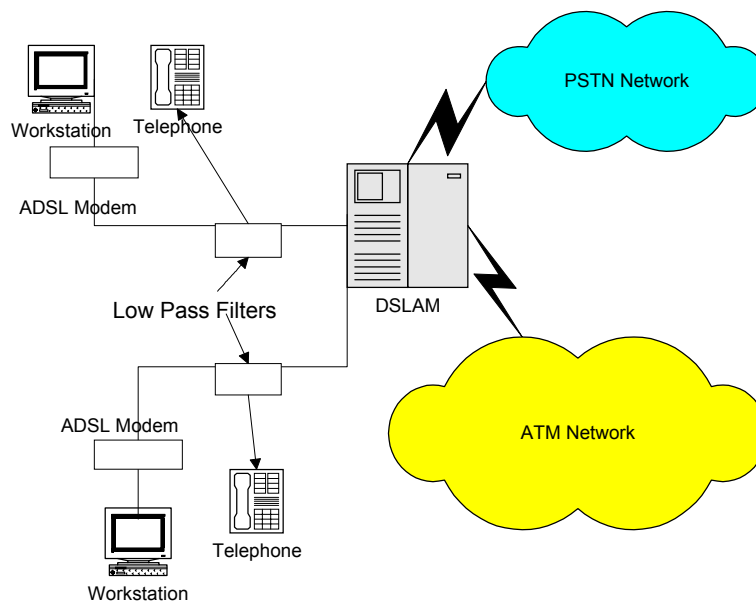 PSTN Network
Workstation
Telephone
ADSL Modem
Low Pass Filters
DSLAM
ADSL Modem
ATM Network
Telephone
Workstation